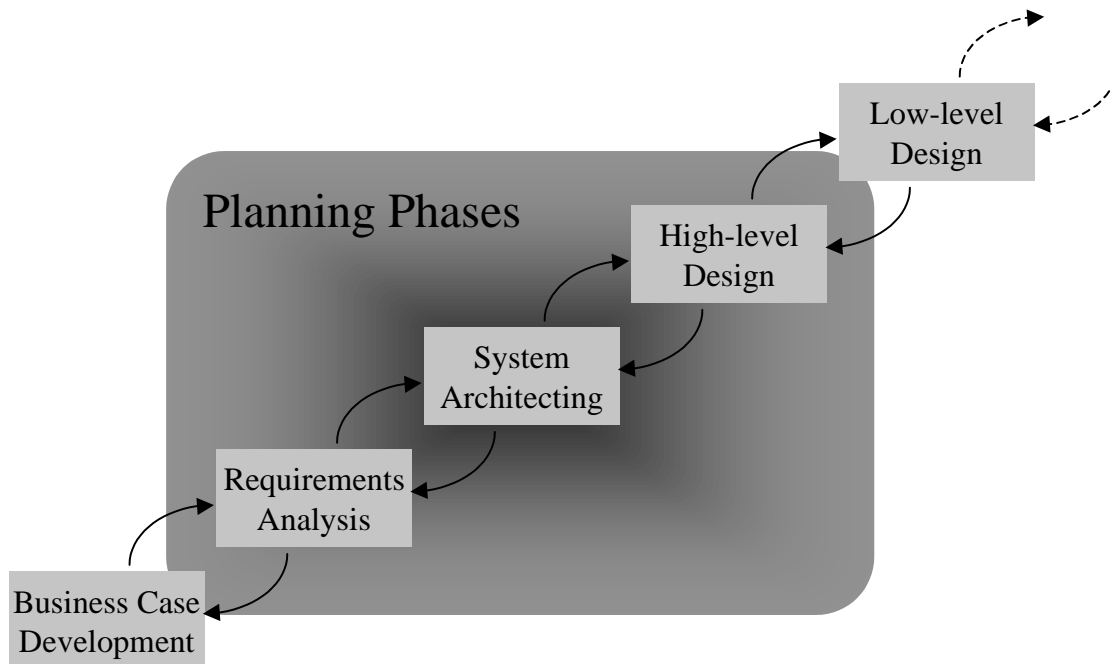 Low-level
Design
Planning Phases
High-level
Design
System
Architecting
Requirements
Analysis
Business Case
Development